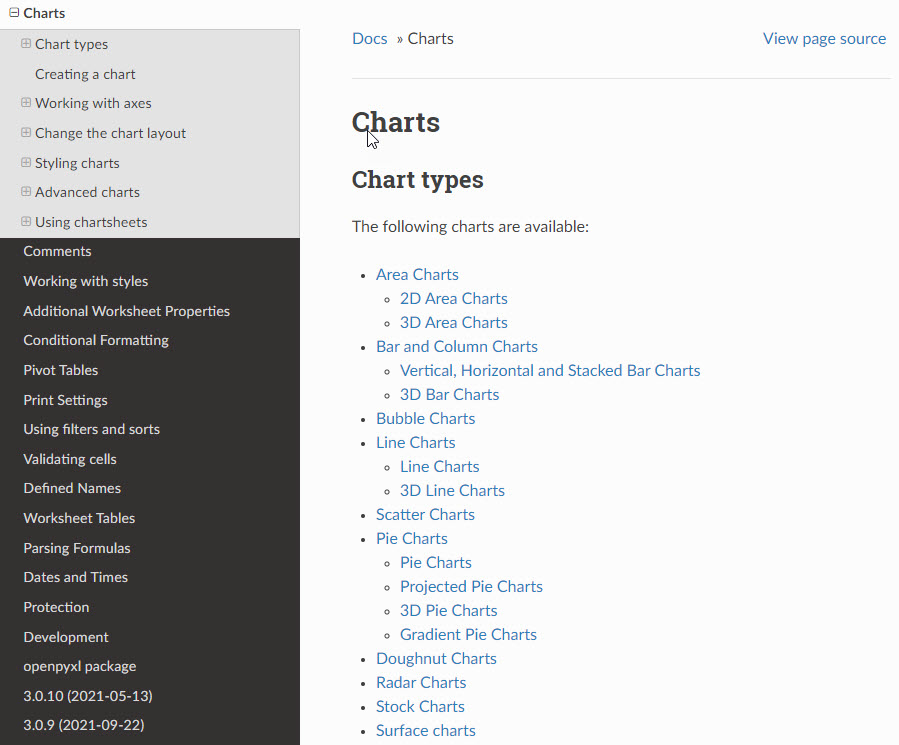 Charts
Chart types
Creating a chart
Working with axes
Change the chart layout
Styling charts
Advanced charts
Using chartsheets
Comments
Working with styles
Additional Worksheet Properties
Conditional Formatting
Pivot Tables
Print Settings
Using filters and sorts
Validating cells
Defined Names
Worksheet Tables
Parsing Formulas
Dates and Times
Protection
Development
openpyxl package
3.0.10 (2021-05-13)
3.0.9 (2021-09-22)
Docs » Charts
View page source
Charts
Chart types
The following charts are available:
Area Charts
2D Area Charts
3D Area Charts
Bar and Column Charts
Vertical, Horizontal and Stacked Bar Charts
3D Bar Charts
Bubble Charts
Line Charts
Line Charts
3D Line Charts
Scatter Charts
Pie Charts
Pie Charts
Projected Pie Charts
3D Pie Charts
Gradient Pie Charts
Doughnut Charts
Radar Charts
Stock Charts
Surface charts